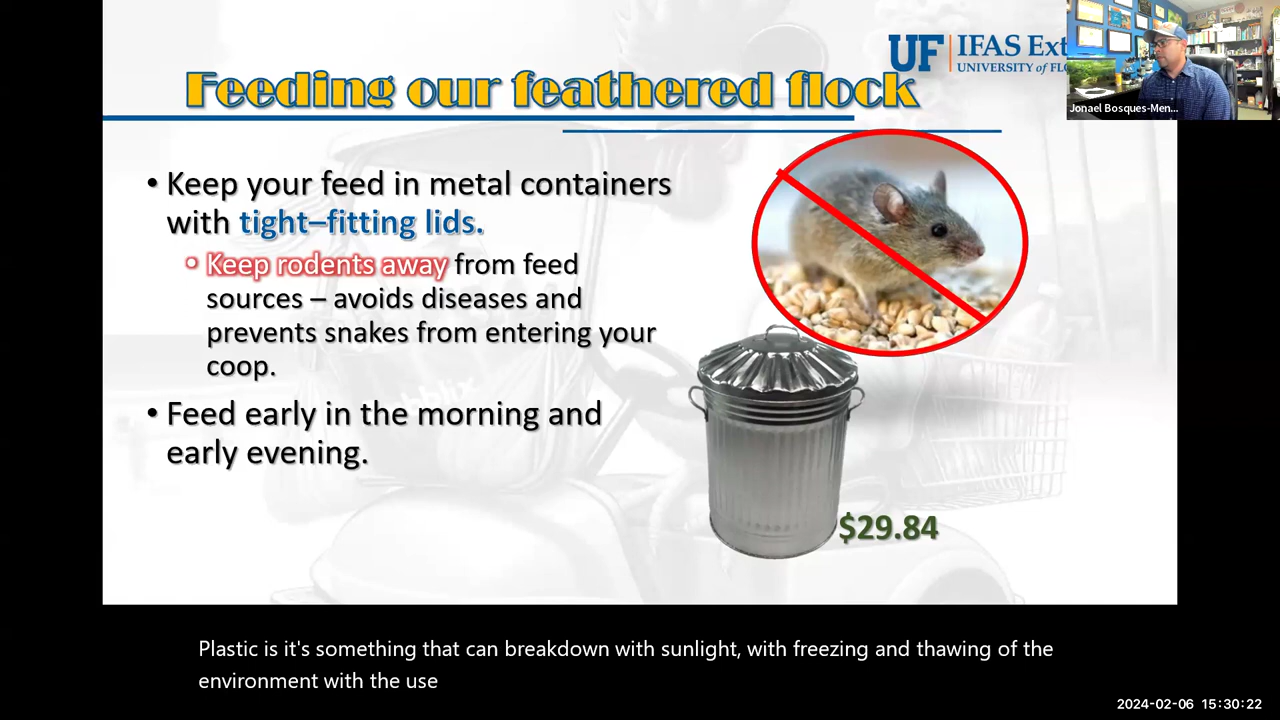 UF IFAS Ext
UNIVERSITY of FL
Jonael Bosques-Men...
Feeding our feathered flock
• Keep your feed in metal containers
with tight–fitting lids.
• Keep rodents away from feed
sources – avoids diseases and
prevents snakes from entering your
coop.
• Feed early in the morning and
early evening.
$29.84
Plastic is it's something that can breakdown with sunlight, with freezing and thawing of the
environment with the use
2024-02-06 15:30:22